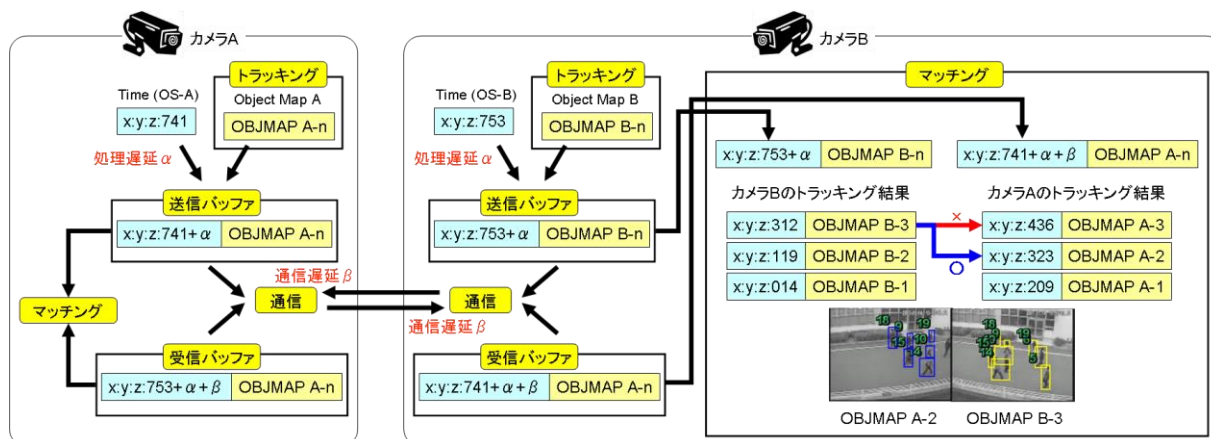 カメラA
トラッキング
Time (OS-A)
Object Map A
x:y:z:741
OBJMAP A-n
処理遅延α
送信バッファ
x:y:z:741+α
OBJMAP A-n
通信遅延β
通信
マッチング
受信バッファ
x:y:z:753+α+β
OBJMAP A-n
カメラB
トラッキング
Time (OS-B)
Object Map B
x:y:z:753
OBJMAP B-n
処理遅延α
送信バッファ
x:y:z:753+α
OBJMAP B-n
通信
通信遅延β
受信バッファ
x:y:z:741+α+β
OBJMAP A-n
マッチング
x:y:z:753+α
OBJMAP B-n
x:y:z:741+α+β
OBJMAP A-n
カメラBのトラッキング結果
カメラAのトラッキング結果
x:y:z:312
OBJMAP B-3
×
x:y:z:436
OBJMAP A-3
x:y:z:119
OBJMAP B-2
x:y:z:323
OBJMAP A-2
x:y:z:014
OBJMAP B-1
x:y:z:209
OBJMAP A-1
OBJMAP A-2
OBJMAP B-3